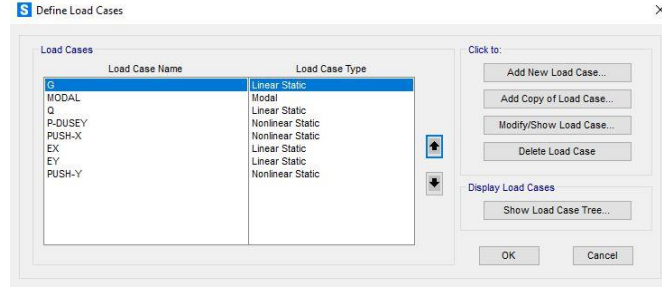 S Define Load Cases
Load Cases
Load Case Name Load Case Type
G Linear Static
MODAL Modal
Q Linear Static
P-DUSEY Nonlinear Static
PUSH-X Nonlinear Static
EX Linear Static
EY Linear Static
PUSH-Y Nonlinear Static
Click to:
Add New Load Case...
Add Copy of Load Case...
Modify/Show Load Case...
Delete Load Case
Display Load Cases
Show Load Case Tree...
OK Cancel